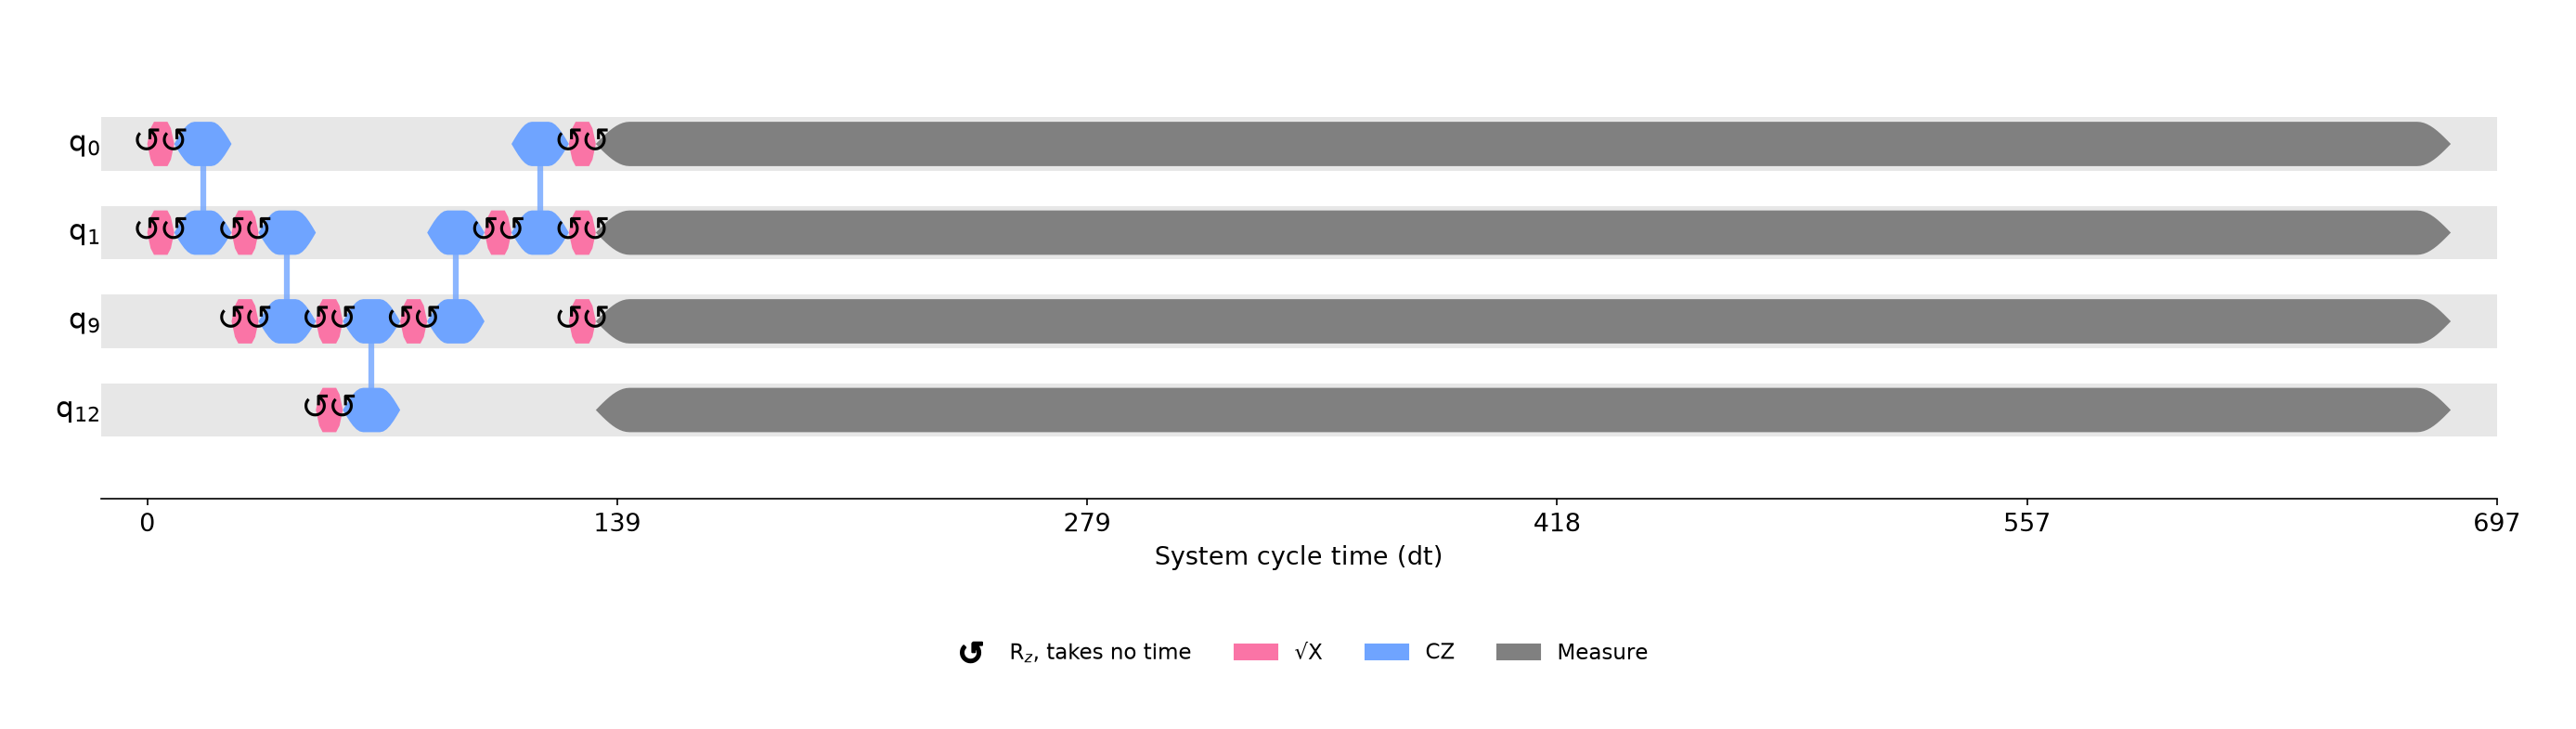 q0
q1
q9
q12
0 139 279 418 557 697
System cycle time (dt)
Rz, takes no time √X CZ Measure